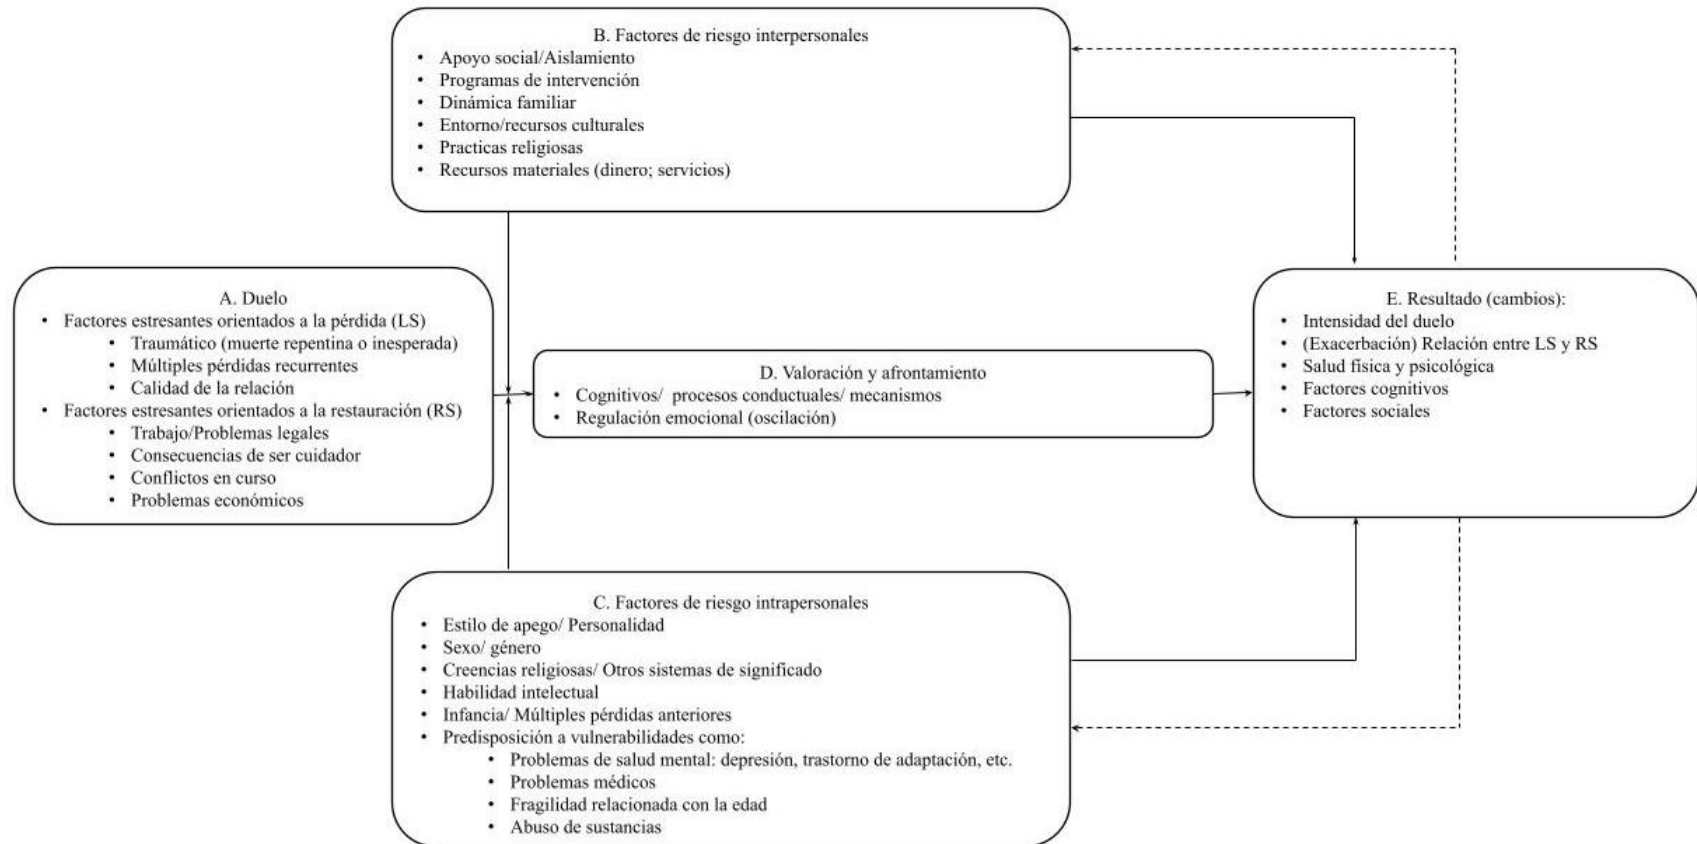 B. Factores de riesgo interpersonales
• Apoyo social/Aislamiento
• Programas de intervención
• Dinámica familiar
• Entorno/recursos culturales
• Practicas religiosas
• Recursos materiales (dinero; servicios)
A. Duelo
• Factores estresantes orientados a la pérdida (LS)
• Traumático (muerte repentina o inesperada)
• Múltiples pérdidas recurrentes
• Calidad de la relación
• Factores estresantes orientados a la restauración (RS)
• Trabajo/Problemas legales
• Consecuencias de ser cuidador
• Conflictos en curso
• Problemas económicos
D. Valoración y afrontamiento
• Cognitivos/ procesos conductuales/ mecanismos
• Regulación emocional (oscilación)
E. Resultado (cambios):
• Intensidad del duelo
• (Exacerbación) Relación entre LS y RS
• Salud física y psicológica
• Factores cognitivos
• Factores sociales
C. Factores de riesgo intrapersonales
• Estilo de apego/ Personalidad
• Sexo/ género
• Creencias religiosas/ Otros sistemas de significado
• Habilidad intelectual
• Infancia/ Múltiples pérdidas anteriores
• Predisposición a vulnerabilidades como:
• Problemas de salud mental: depresión, trastorno de adaptación, etc.
• Problemas médicos
• Fragilidad relacionada con la edad
• Abuso de sustancias